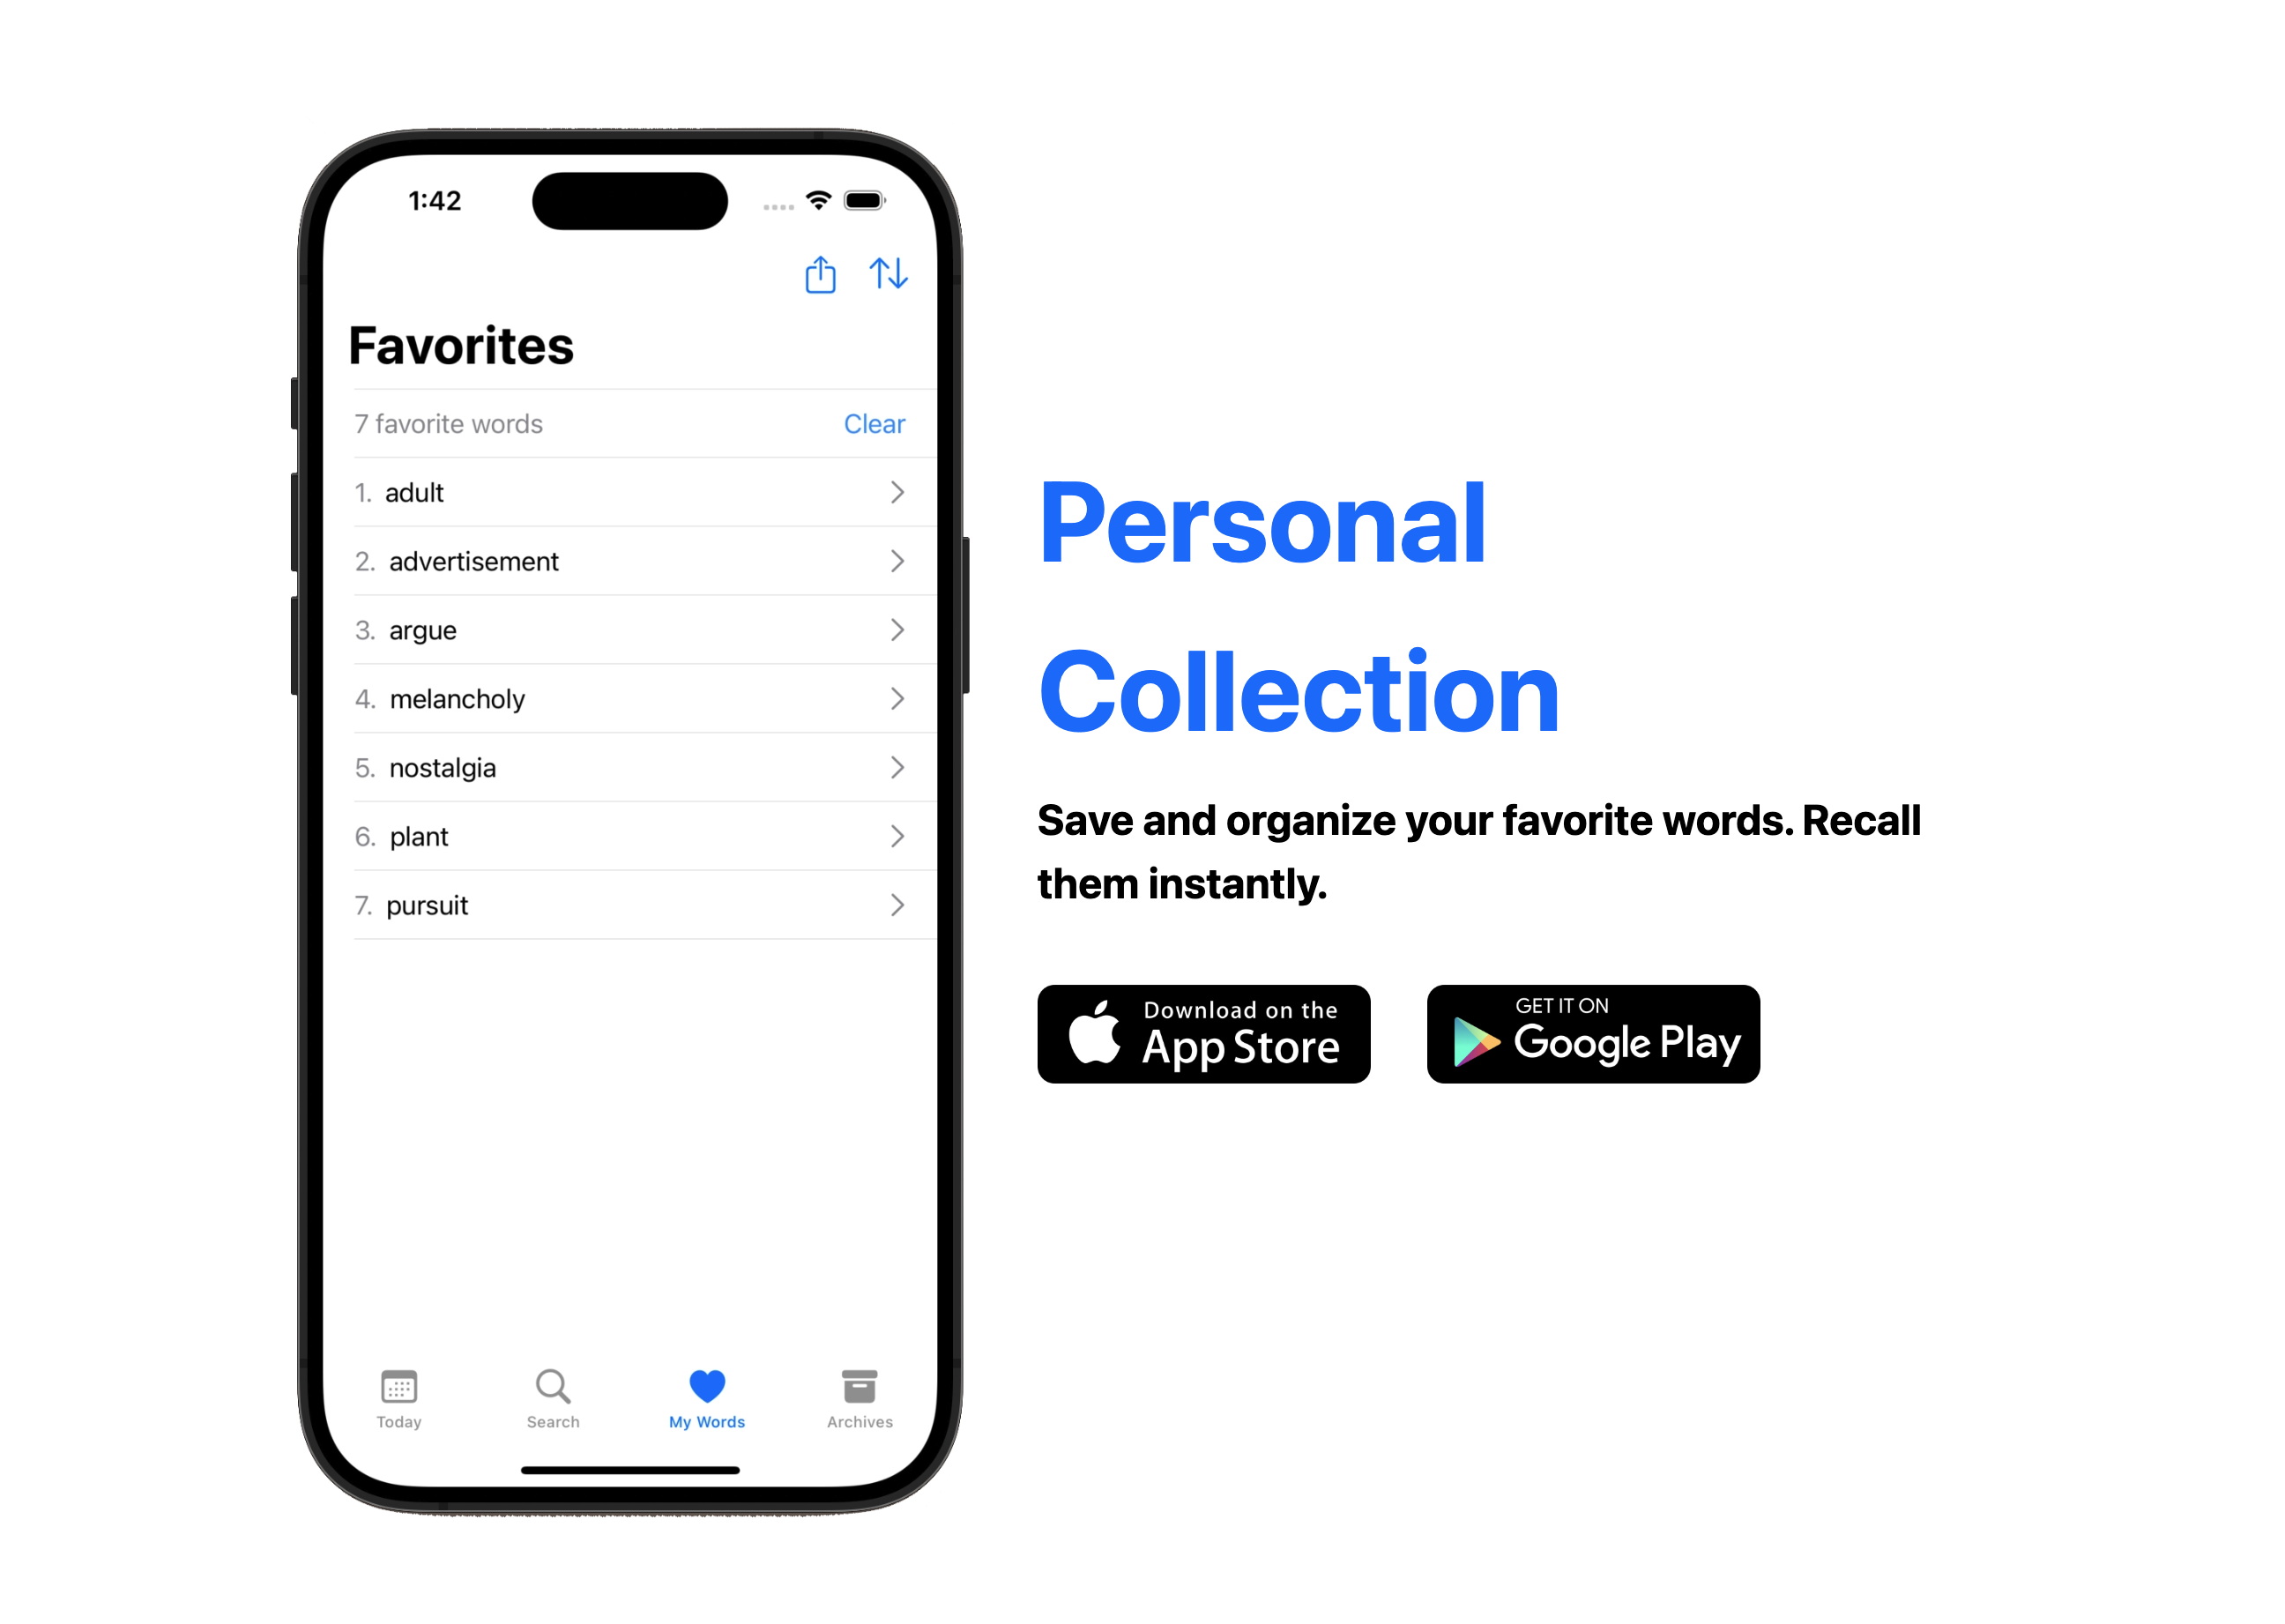 1:42
Favorites
7 favorite words Clear
1. adult
2. advertisement
3. argue
4. melancholy
5. nostalgia
6. plant
7. pursuit
Today Search My Words Archives
Personal
Collection
Save and organize your favorite words. Recall
them instantly.
Download on the
App Store
GET IT ON
Google Play